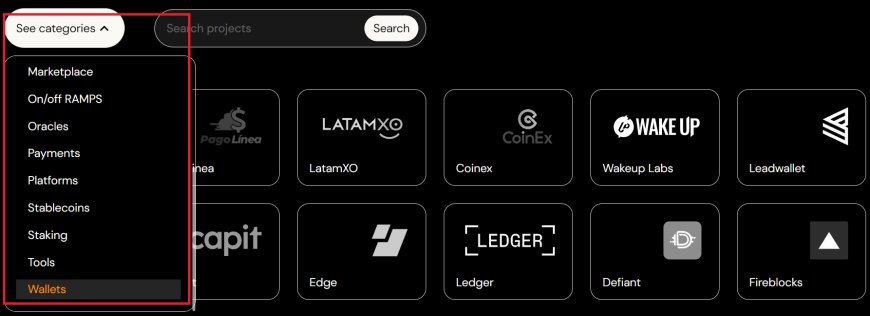 See categories
Search projects
Search
Marketplace
On/off RAMPS
Oracles
Payments
Platforms
Stablecoins
Staking
Tools
Wallets
Pago Línea
inea
LATAMXO
LatamXO
CoinEx
Coinex
WAKE UP
Wakeup Labs
Leadwallet
capit
t
Edge
LEDGER
Ledger
Defiant
Fireblocks